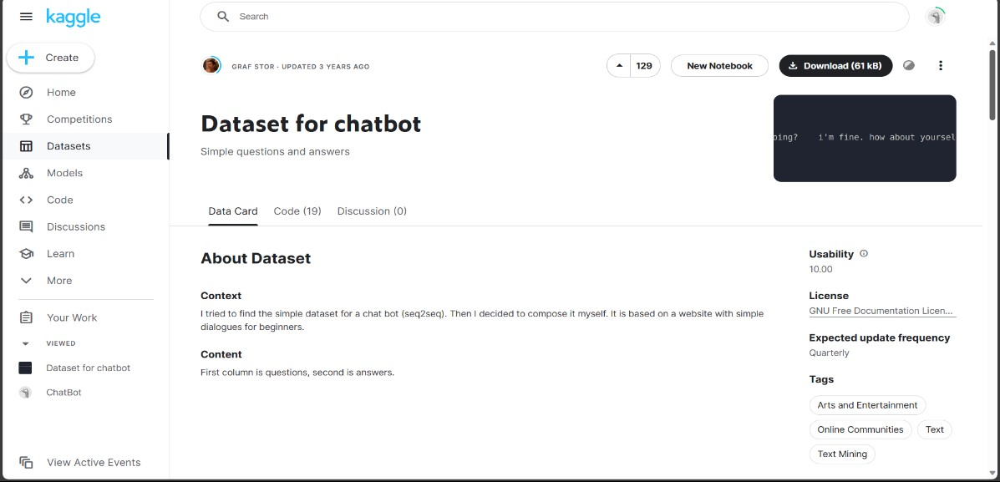 kaggle
Search
Create
Home
Competitions
Datasets
Models
Code
Discussions
Learn
More
Your Work
VIEWED
Dataset for chatbot
ChatBot
View Active Events
GRAF STOR · UPDATED 3 YEARS AGO
129
New Notebook
Download (61 kB)
Dataset for chatbot
Simple questions and answers
oing? i'm fine. how about yoursel
Data Card Code (19) Discussion (0)
About Dataset
Context
I tried to find the simple dataset for a chat bot (seq2seq). Then I decided to compose it myself. It is based on a website with simple
dialogues for beginners.
Content
First column is questions, second is answers.
Usability
10.00
License
GNU Free Documentation Licen...
Expected update frequency
Quarterly
Tags
Arts and Entertainment
Online Communities Text
Text Mining